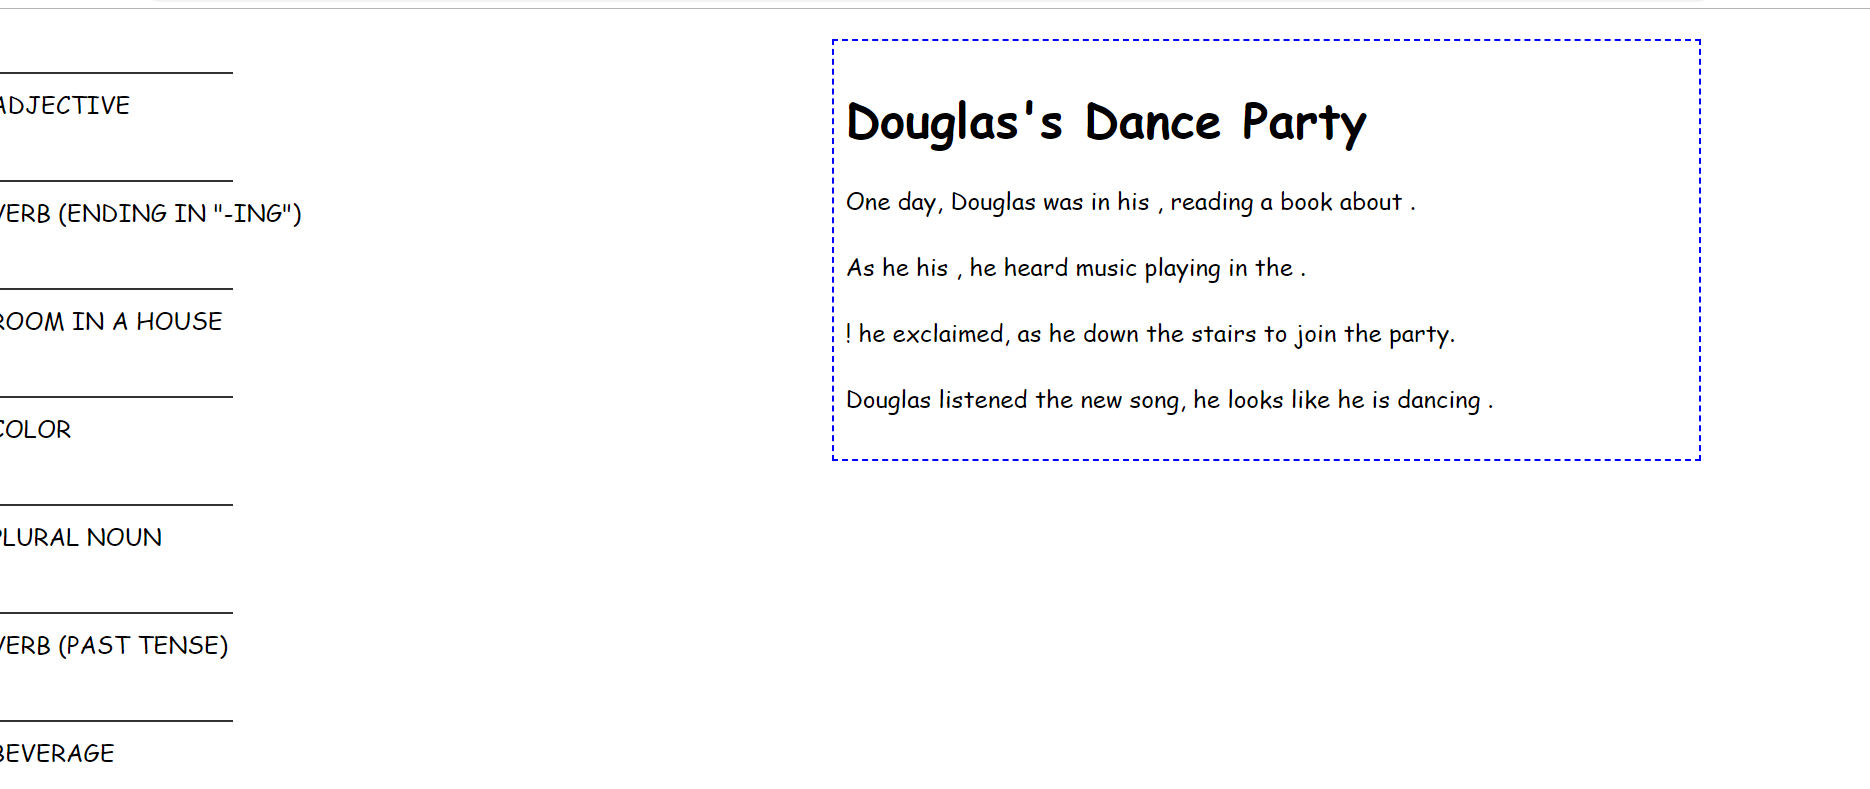 ADJECTIVE
VERB (ENDING IN "-ING")
ROOM IN A HOUSE
COLOR
PLURAL NOUN
VERB (PAST TENSE)
BEVERAGE
Douglas's Dance Party
One day, Douglas was in his , reading a book about .
As he his , he heard music playing in the .
! he exclaimed, as he down the stairs to join the party.
Douglas listened the new song, he looks like he is dancing .